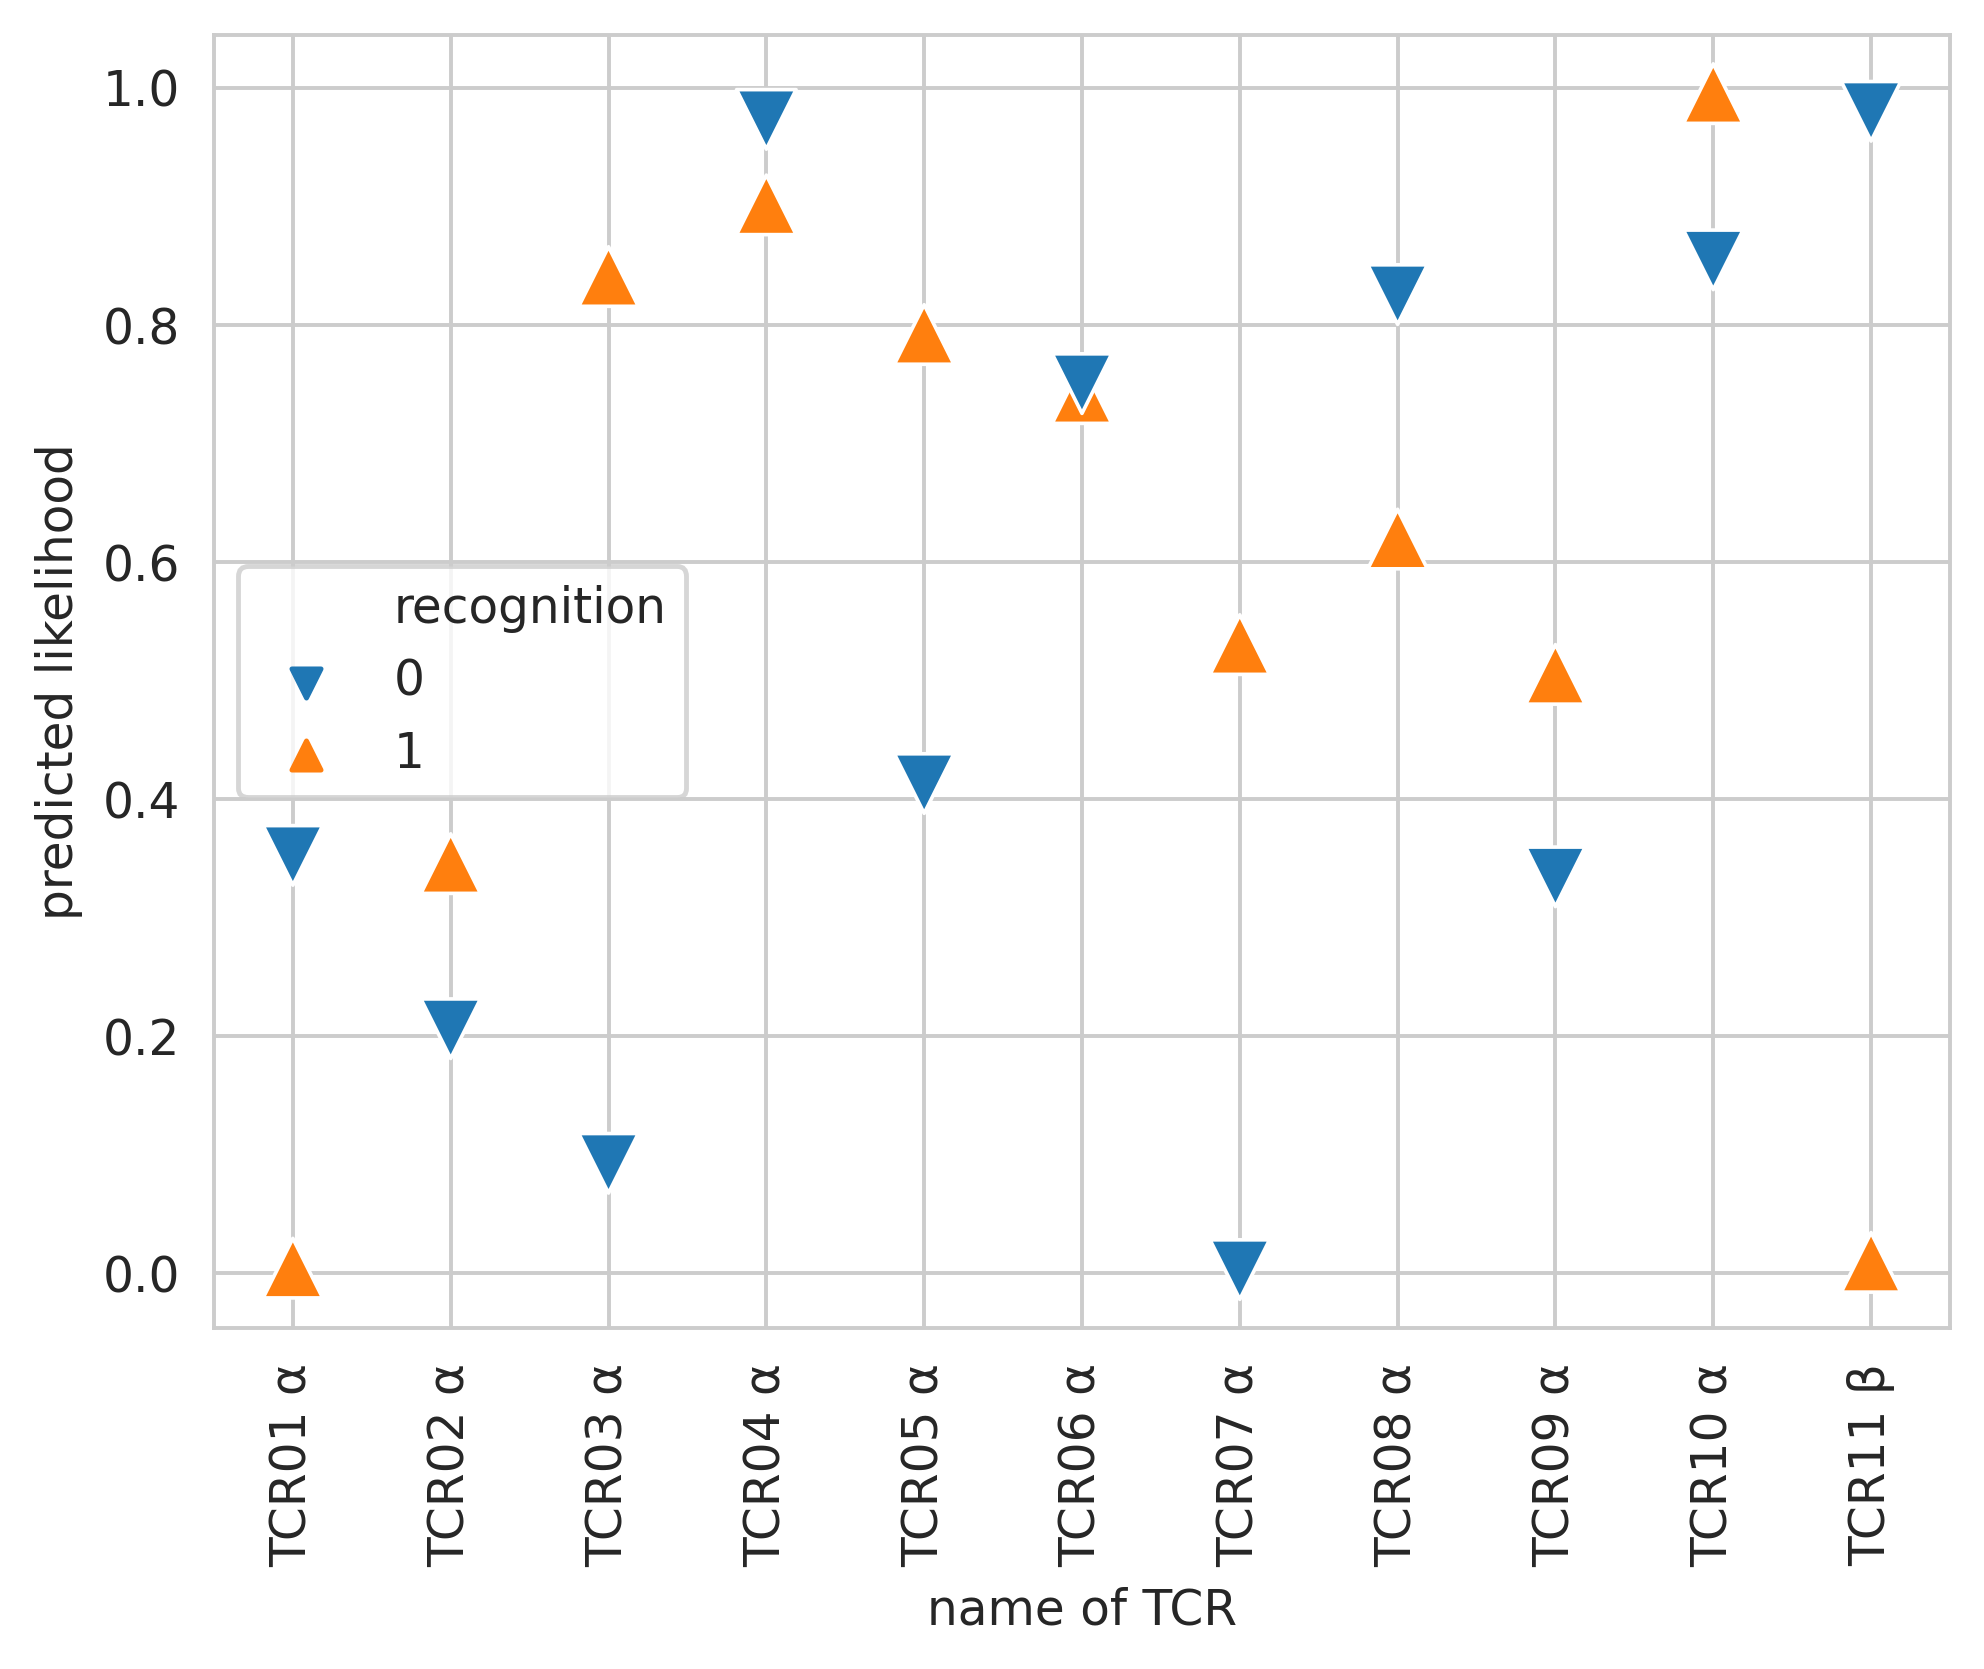 1.0
0.8
0.6
0.4
0.2
0.0
predicted likelihood
recognition
0
1
TCR01 α
TCR02 α
TCR03 α
TCR04 α
TCR05 α
TCR06 α
TCR07 α
TCR08 α
TCR09 α
TCR10 α
TCR11 β
name of TCR